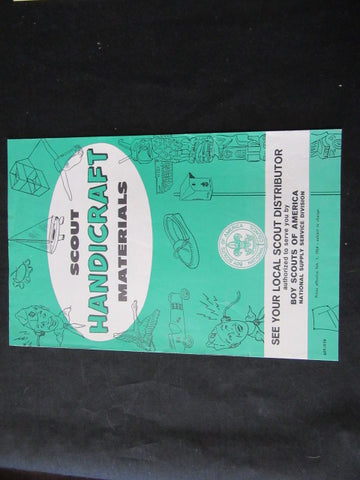 SCOUT
HANDICRAFT
MATERIALS
SEE YOUR LOCAL SCOUT DISTRIBUTOR
authorized to serve you by
BOY SCOUTS OF AMERICA
NATIONAL SUPPLY SERVICE DIVISION